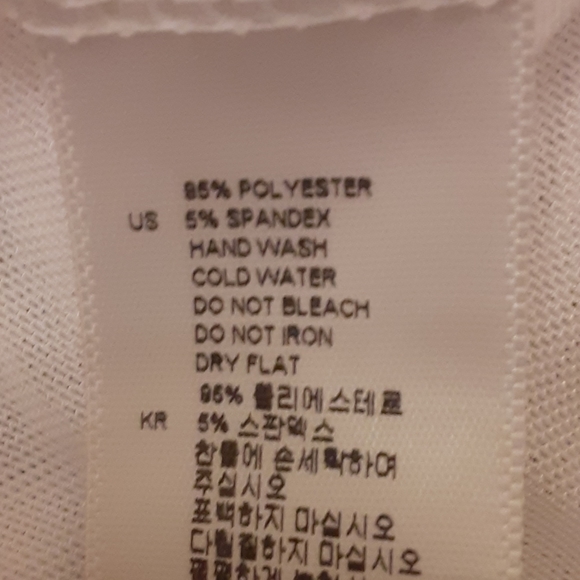 95% POLYESTER
US 5% SPANDEX
HAND WASH
COLD WATER
DO NOT BLEACH
DO NOT IRON
DRY FLAT
95% 폴리에스테르
KR 5% 스판덱스
찬물에 손세탁하여
주십시오
표백하지 마십시오
다림질하지 마십시오